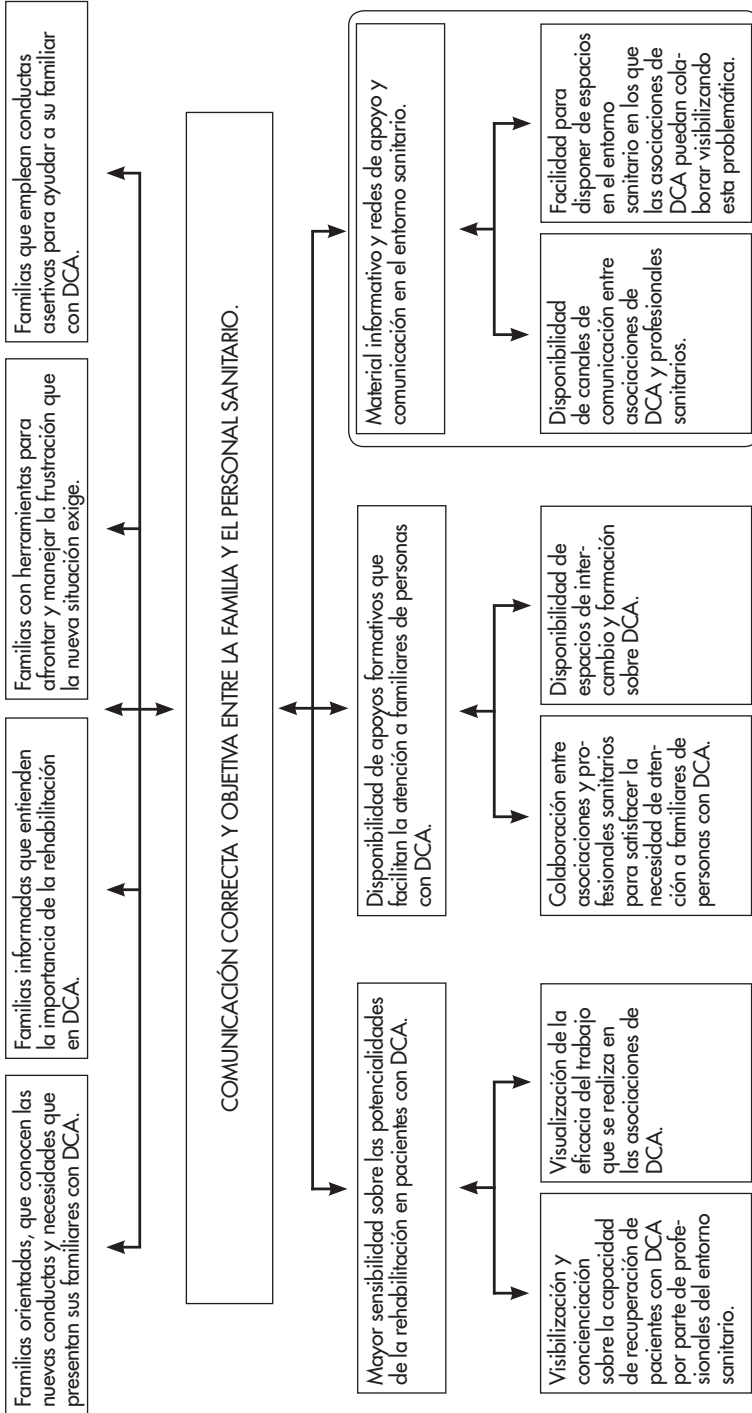 Familias orientadas, que conocen las
nuevas conductas y necesidades que
presentan sus familiares con DCA.
Familias informadas que entienden
la importancia de la rehabilitación
en DCA.
Familias con herramientas para
afrontar y manejar la frustración que
la nueva situación exige.
Familias que emplean conductas
asertivas para ayudar a su familiar
con DCA.
COMUNICACIÓN CORRECTA Y OBJETIVA ENTRE LA FAMILIA Y EL PERSONAL SANITARIO.
Mayor sensibilidad sobre las potencialidades
de la rehabilitación en pacientes con DCA.
Disponibilidad de apoyos formativos que
facilitan la atención a familiares de personas
con DCA.
Material informativo y redes de apoyo y
comunicación en el entorno sanitario.
Visibilización y
concienciación
sobre la capacidad
de recuperación de
pacientes con DCA
por parte de profe-
sionales del entorno
sanitario.
Visualización de la
eficacia del trabajo
que se realiza en
las asociaciones de
DCA.
Colaboración entre
asociaciones y pro-
fesionales sanitarios
para satisfacer la
necesidad de aten-
ción a familiares de
personas con DCA.
Disponibilidad de
espacios de inter-
cambio y formación
sobre DCA.
Disponibilidad
de canales de
comunicación entre
asociaciones de
DCA y profesionales
sanitarios.
Facilidad para
disponer de espacios
en el entorno
sanitario en los que
las asociaciones de
DCA puedan cola-
borar visibilizando
esta problemática.